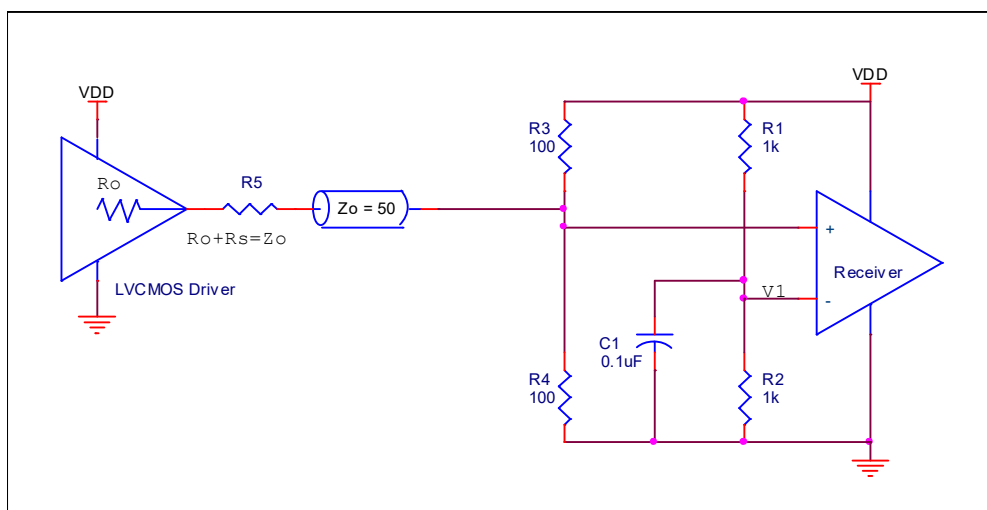 VDD
VDD
R3
100
R1
1k
Ro
R5
Zo = 50
Ro+Rs=Zo
+
Receiver
LVCMOS Driver
V1
-
C1
0.1uF
R4
100
R2
1k